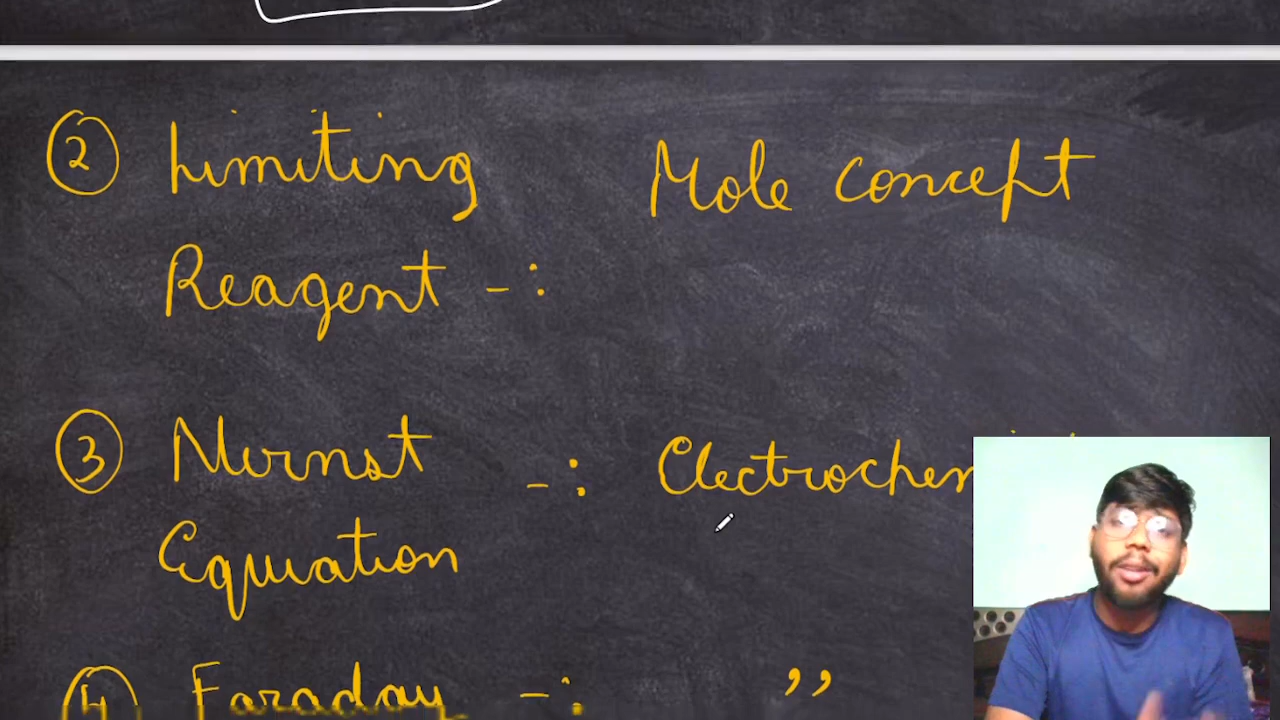 2 Limiting Mole concept
Reagent -:
3 Nernst -: Electrochem
Equation
4 Faraday -: ,,